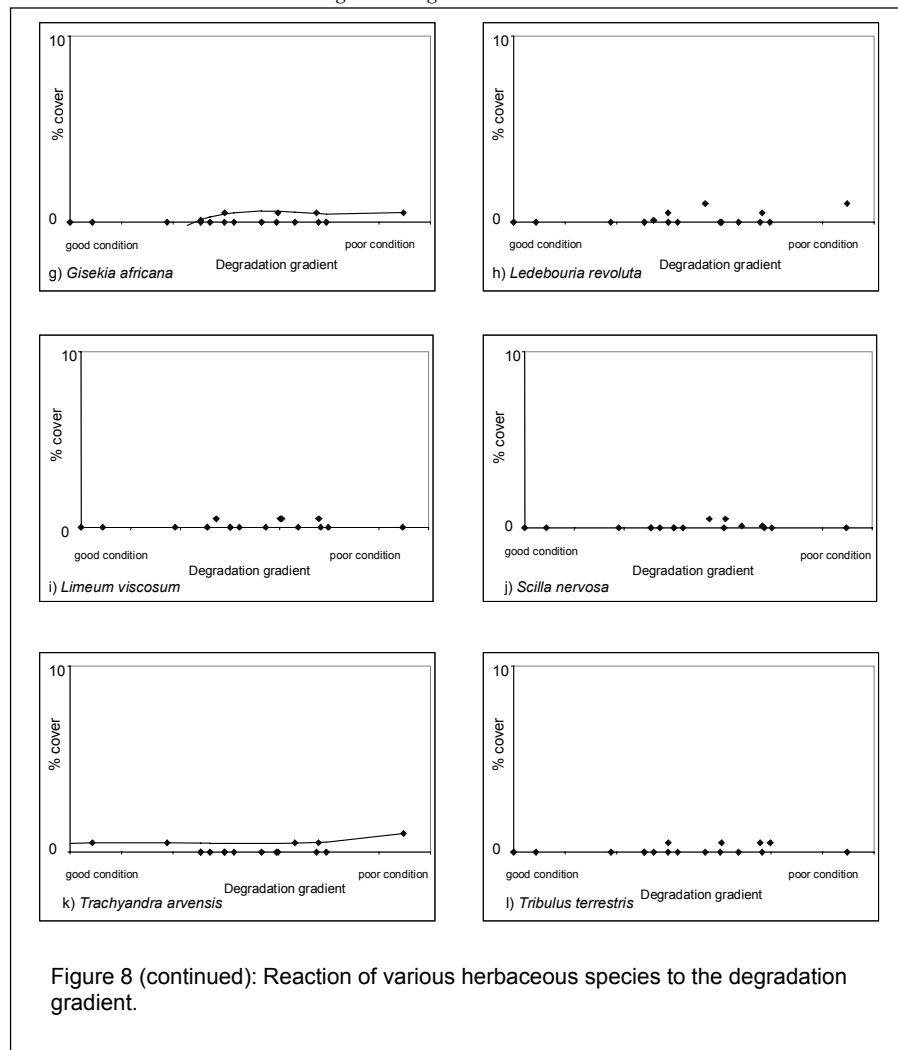 10
% cover
0
good condition
poor condition
Degradation gradient
g) Gisekia africana
10
% cover
0
good condition
poor condition
Degradation gradient
h) Ledebouria revoluta
10
% cover
0
good condition
poor condition
Degradation gradient
i) Limeum viscosum
10
% cover
0
good condition
poor condition
Degradation gradient
j) Scilla nervosa
10
% cover
0
good condition
poor condition
Degradation gradient
k) Trachyandra arvensis
10
% cover
0
good condition
poor condition
Degradation gradient
l) Tribulus terrestris
Figure 8 (continued): Reaction of various herbaceous species to the degradation
gradient.